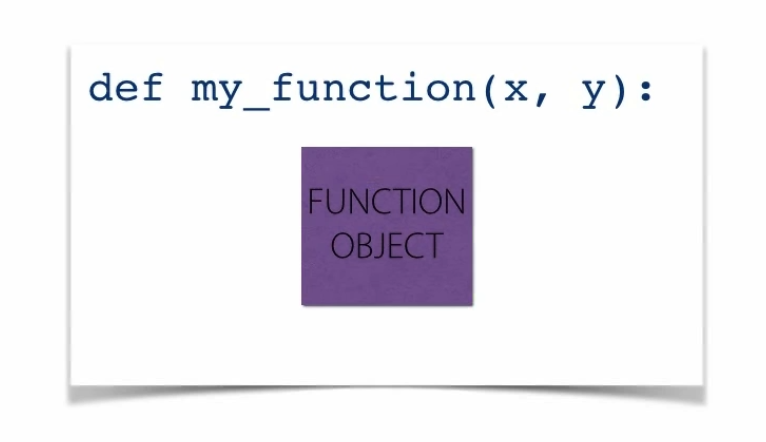 def my_function(x, y):
FUNCTION
OBJECT